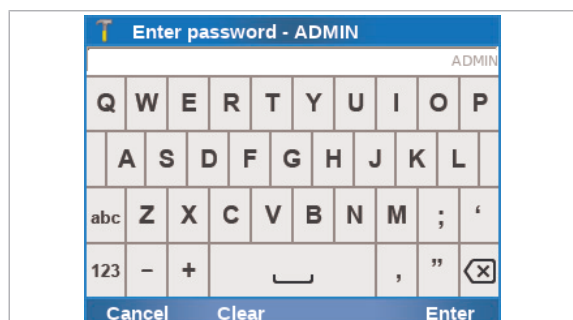 Enter password - ADMIN
ADMIN
Q W E R T Y U I O P
A S D F G H J K L
abc Z X C V B N M ; ‘
123 - + , ”
Cancel Clear Enter